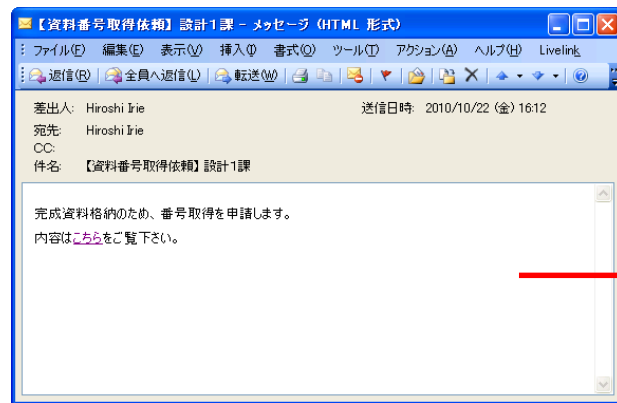 【資料番号取得依頼】設計1課 - メッセージ (HTML 形式)
ファイル(F) 編集(E) 表示(V) 挿入(I) 書式(O) ツール(T) アクション(A) ヘルプ(H) Livelink
返信(R) 全員へ返信(L) 転送(W)
差出人: Hiroshi Irie 送信日時: 2010/10/22 (金) 16:12
宛先: Hiroshi Irie
CC:
件名: 【資料番号取得依頼】設計1課
完成資料格納のため、番号取得を申請します。
内容はこちらをご覧下さい。